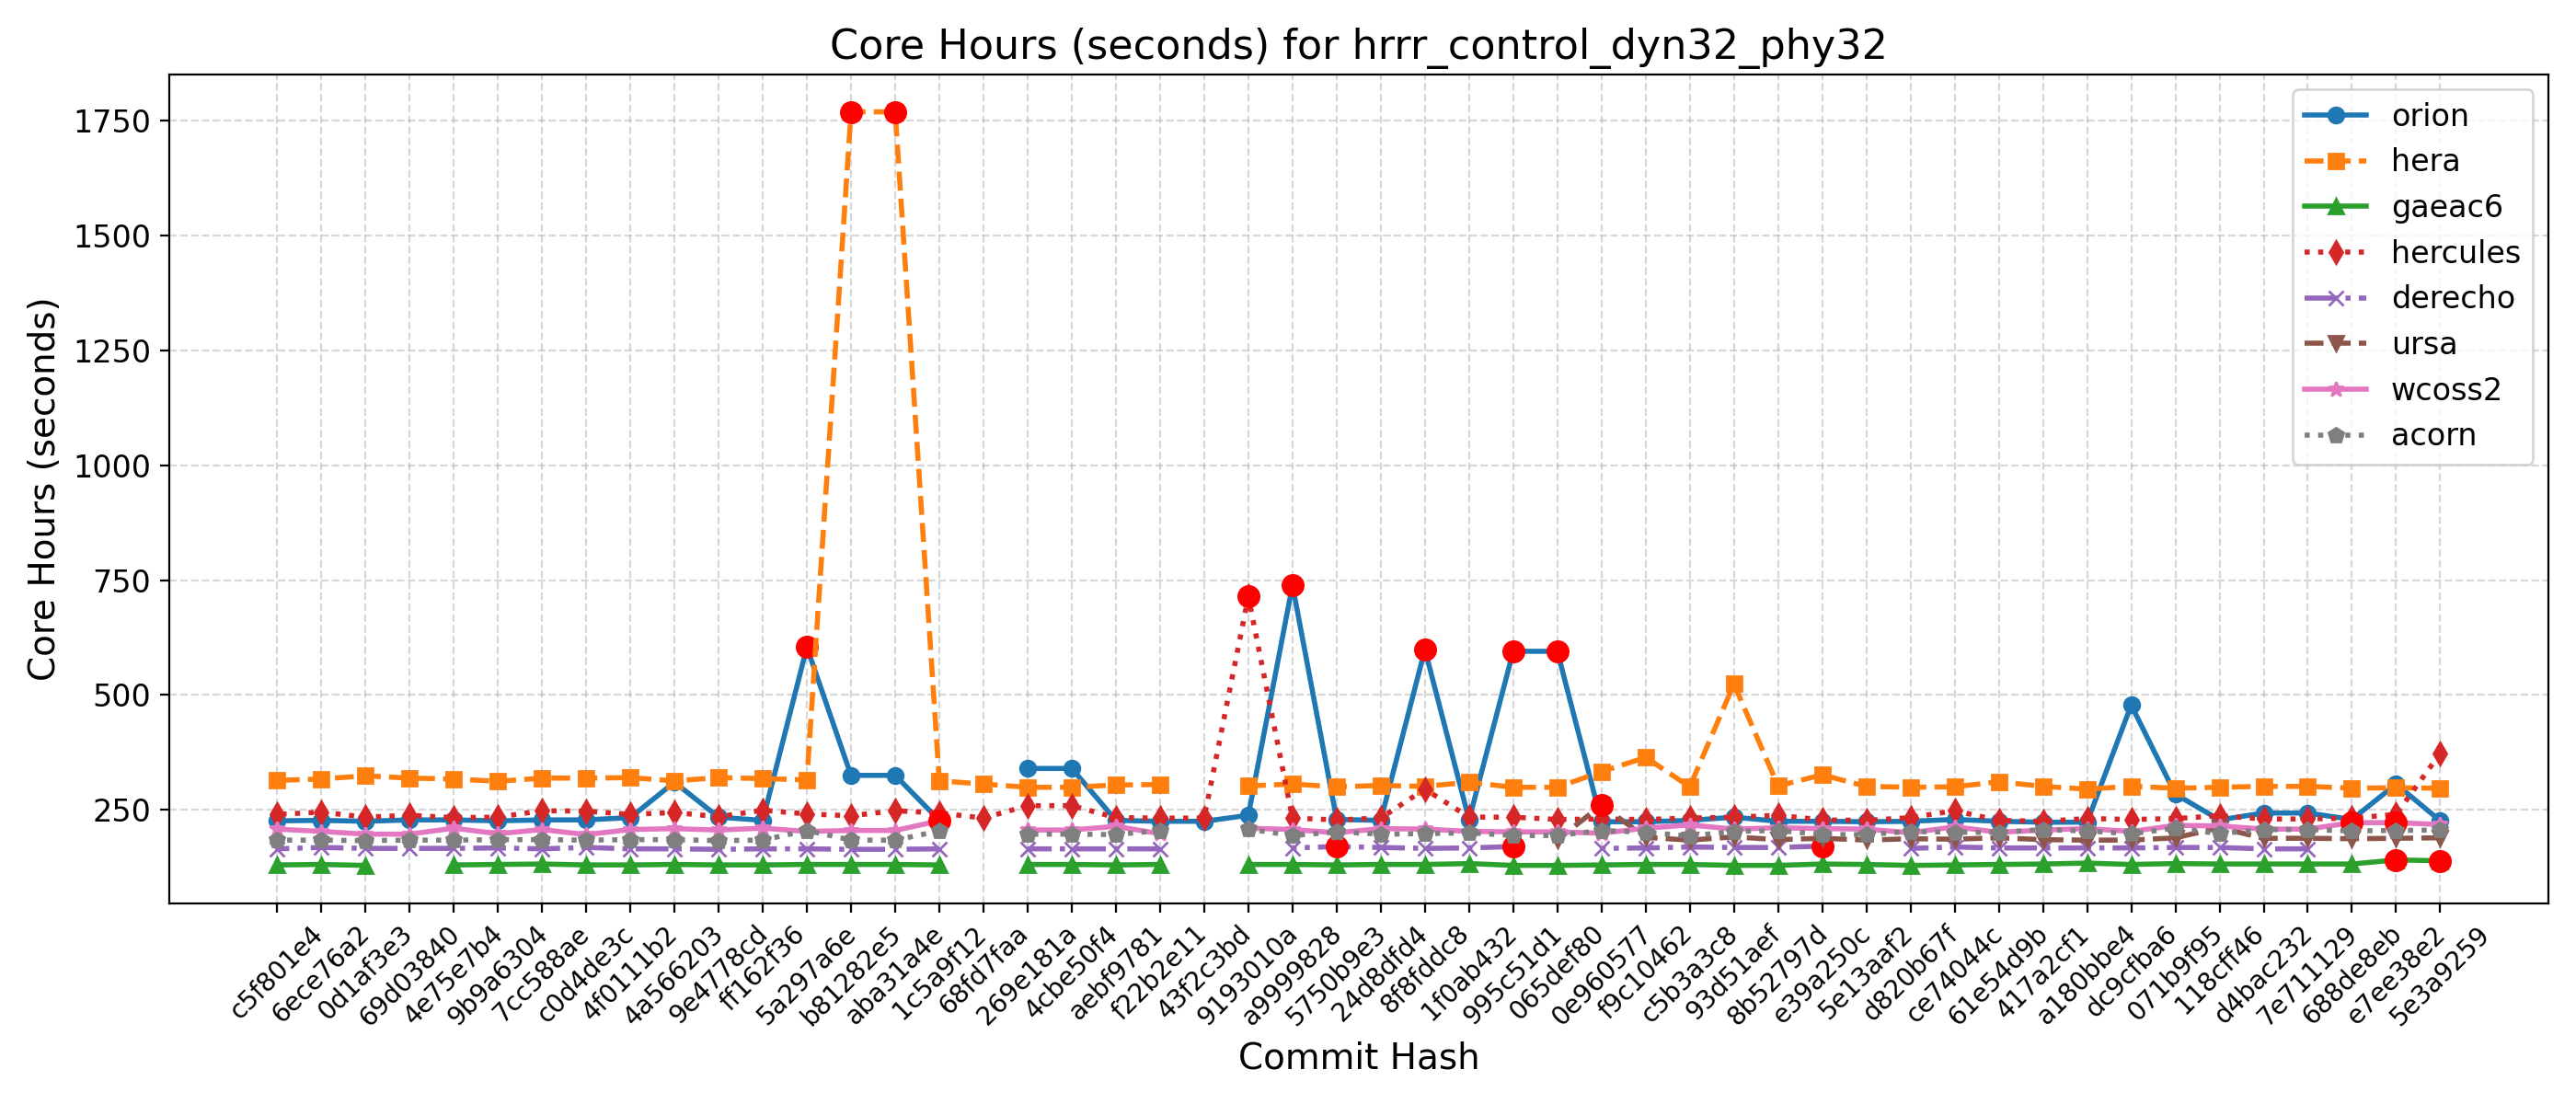 Core Hours (seconds) for hrrr_control_dyn32_phy32
Core Hours (seconds)
1750
1500
1250
1000
750
500
250
orion
hera
gaeac6
hercules
derecho
ursa
wcoss2
acorn
c5f801e4
6ece76a2
0d1af3e3
69d03840
4e75e7b4
9b9a6304
7cc588ae
c0d4de3c
4f0111b2
4a566203
9e4778cd
ff162f36
5a297a6e
b81282e5
aba31a4e
1c5a9f12
68fd7faa
269e181a
4cbe50f4
aebf9781
f22b2e11
43f2c3bd
9193010a
a9999828
5750b9e3
24d8dfd4
8f8fddc8
1f0ab432
995c51d1
065def80
0e960577
f9c10462
c5b3a3c8
93d51aef
8b52797d
e39a250c
5e13aaf2
d820b67f
ce74044c
61e54d9b
417a2cf1
a180bbe4
dc9cfba6
071b9f95
118cff46
d4bac232
7e711129
688de8eb
e7ee38e2
5e3a9259
Commit Hash